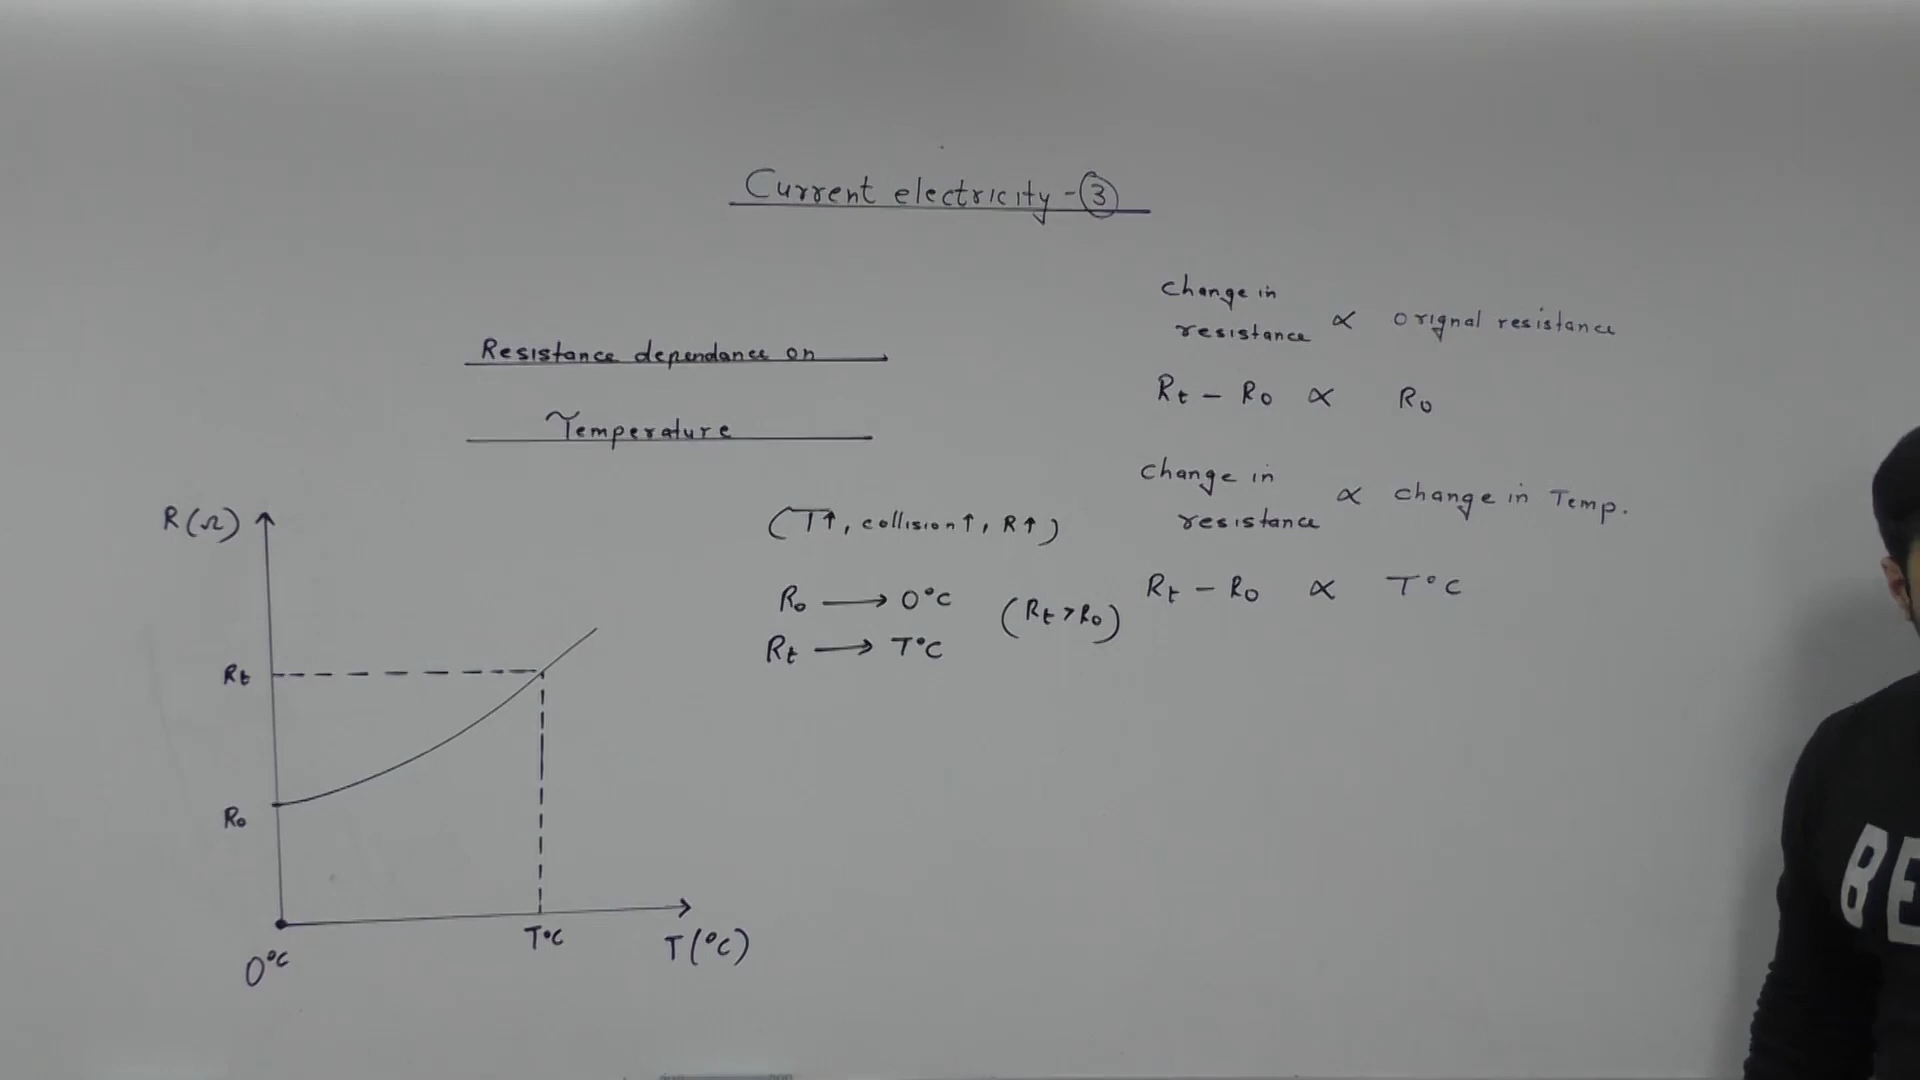 Current electricity - 3
Resistance dependance on
Temperature
R(Ω)
Rt
R0
0°C
T°C
T(°C)
(T↑, collision↑, R↑)
R0 → 0°C
Rt → T°C
(Rt > R0)
Change in
resistance ∝ Orignal resistance
Rt - R0 ∝ R0
Change in
resistance ∝ change in Temp.
Rt - R0 ∝ T°C
BE